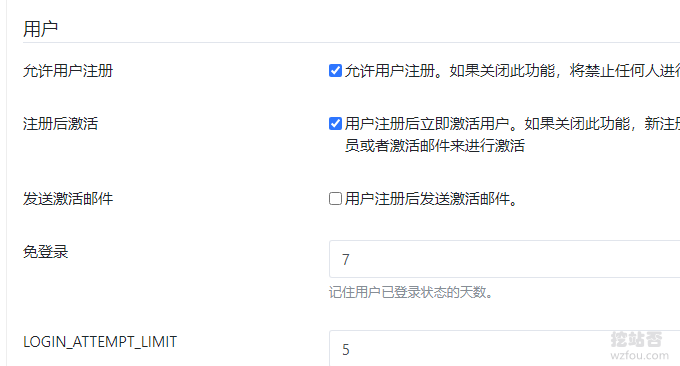 用户
允许用户注册
允许用户注册。如果关闭此功能，将禁止任何人进行
注册后激活
用户注册后立即激活用户。如果关闭此功能，新注册
员或者激活邮件来进行激活
发送激活邮件
用户注册后发送激活邮件。
免登录
7
记住用户已登录状态的天数。
LOGIN_ATTEMPT_LIMIT
5
挖站否
wzfou.com